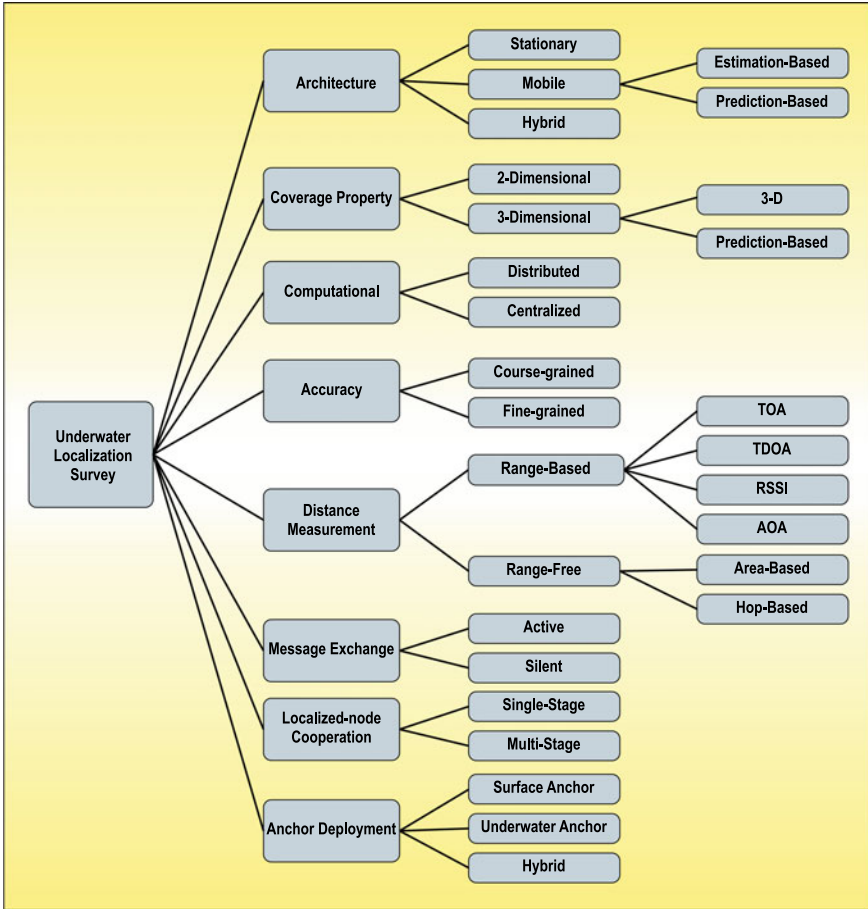 Underwater
Localization
Survey
Architecture
Stationary
Mobile
Hybrid
Estimation-Based
Prediction-Based
Coverage Property
2-Dimensional
3-Dimensional
3-D
Prediction-Based
Computational
Distributed
Centralized
Accuracy
Course-grained
Fine-grained
Distance
Measurement
Range-Based
TOA
TDOA
RSSI
AOA
Range-Free
Area-Based
Hop-Based
Message Exchange
Active
Silent
Localized-node
Cooperation
Single-Stage
Multi-Stage
Anchor Deployment
Surface Anchor
Underwater Anchor
Hybrid